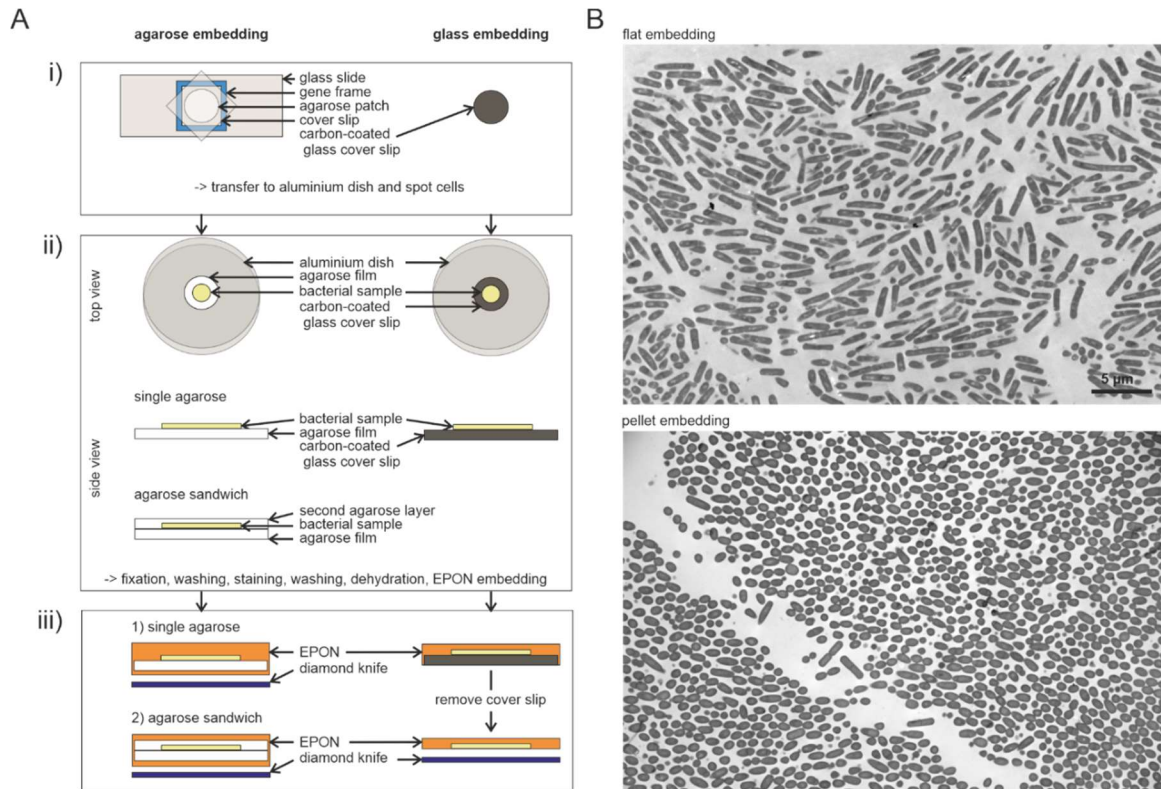 A
agarose embedding
glass embedding
i)
glass slide
gene frame
agarose patch
cover slip
carbon-coated
glass cover slip
-> transfer to aluminium dish and spot cells
ii)
top view
aluminium dish
agarose film
bacterial sample
carbon-coated
glass cover slip
side view
single agarose
bacterial sample
agarose film
carbon-coated
glass cover slip
agarose sandwich
second agarose layer
bacterial sample
agarose film
-> fixation, washing, staining, washing, dehydration, EPON embedding
iii)
1) single agarose
EPON
diamond knife
remove cover slip
2) agarose sandwich
EPON
diamond knife
B
flat embedding
5 µm
pellet embedding